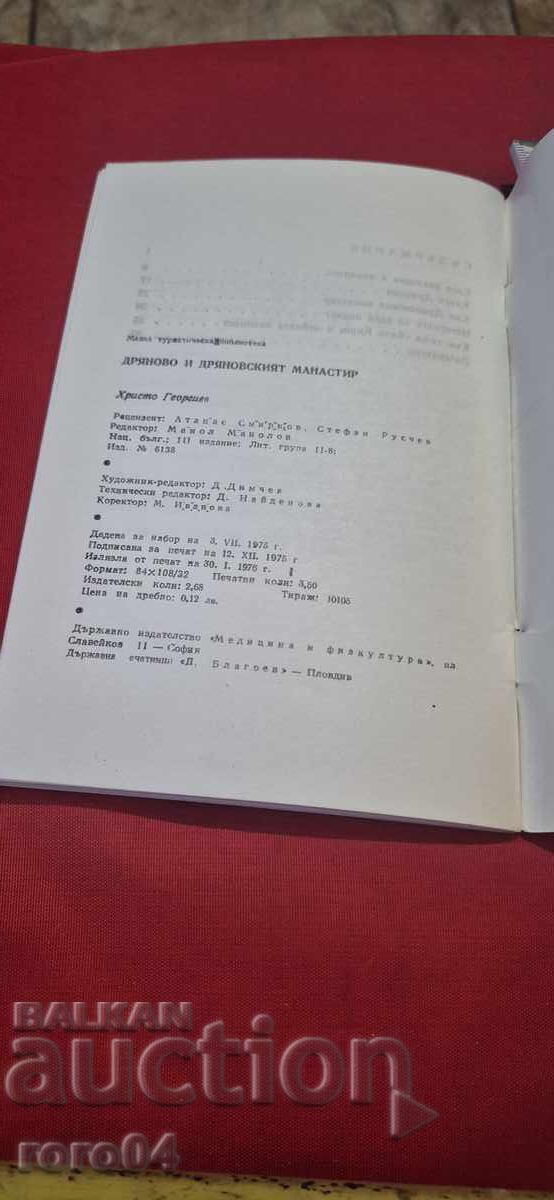 Малка туристическа библиотека
ДРЯНОВО И ДРЯНОВСКИЯТ МАНАСТИР
Христо Георгиев
Рецензент: Атанас Смирнов, Стефан Русчев
Редактор: Манол Манолов
Нац. бълг.; III издание; Лит. група 11-8;
Изд. № 6138
Художник-редактор: Д. Димчев
Технически редактор: Д. Найденова
Коректор: М. Иванова
Дадена за набор на 3. VII. 1975 г.
Подписана за печат на 12. XII. 1975 г
Излязла от печат на 30. I. 1976 г.
Формат: 84×108/32 Печатни коли: 3,50
Издателски коли: 2,68 Тираж: 10105
Цена на дребно: 0,12 лв.
Държавно издателство «Медицина и физкултура», пл.
Славейков 11 — София
Държавна ечатница «Д. Благоев» — Пловдив
BALKAN
auction
roro04